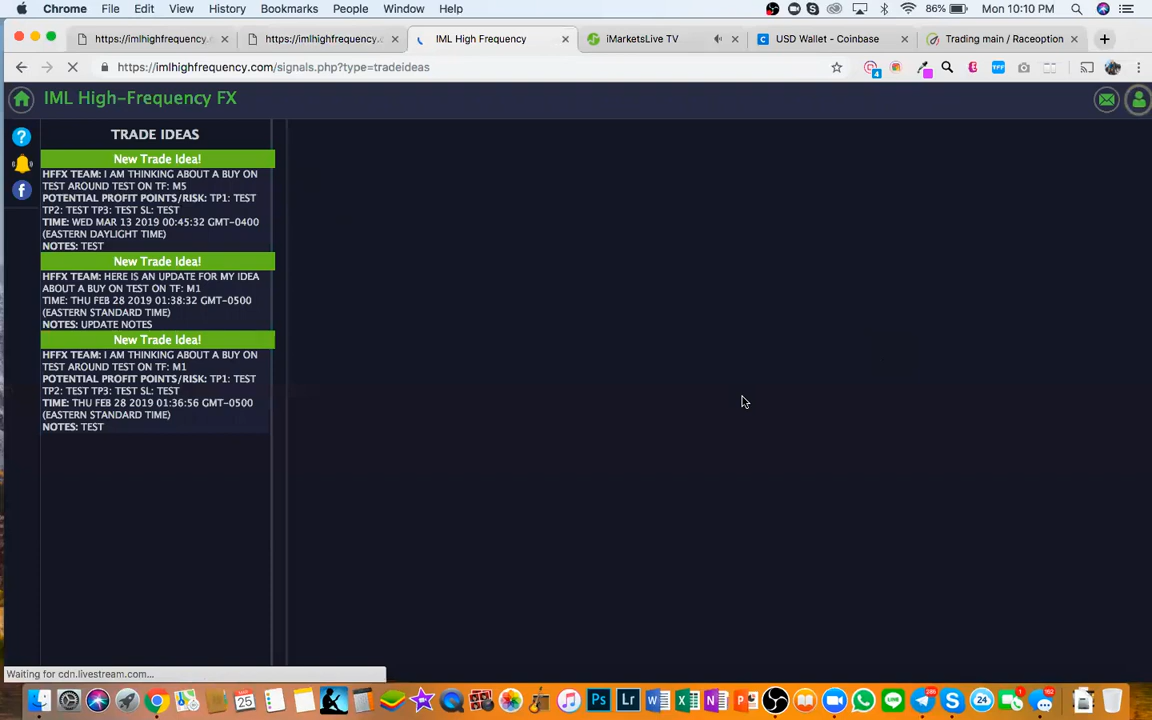 Chrome File Edit View History Bookmarks People Window Help 86% Mon 10:10 PM
https://imlhighfrequency. https://imlhighfrequency. IML High Frequency iMarketsLive TV USD Wallet - Coinbase Trading main / Raceoption
https://imlhighfrequency.com/signals.php?type=tradeideas
IML High-Frequency FX
TRADE IDEAS
New Trade Idea!
HFFX TEAM: I AM THINKING ABOUT A BUY ON
TEST AROUND TEST ON TF: M5
POTENTIAL PROFIT POINTS/RISK: TP1: TEST
TP2: TEST TP3: TEST SL: TEST
TIME: WED MAR 13 2019 00:45:32 GMT-0400
(EASTERN DAYLIGHT TIME)
NOTES: TEST
New Trade Idea!
HFFX TEAM: HERE IS AN UPDATE FOR MY IDEA
ABOUT A BUY ON TEST ON TF: M1
TIME: THU FEB 28 2019 01:38:32 GMT-0500
(EASTERN STANDARD TIME)
NOTES: UPDATE NOTES
New Trade Idea!
HFFX TEAM: I AM THINKING ABOUT A BUY ON
TEST AROUND TEST ON TF: M1
POTENTIAL PROFIT POINTS/RISK: TP1: TEST
TP2: TEST TP3: TEST SL: TEST
TIME: THU FEB 28 2019 01:36:56 GMT-0500
(EASTERN STANDARD TIME)
NOTES: TEST
Waiting for cdn.livestream.com...